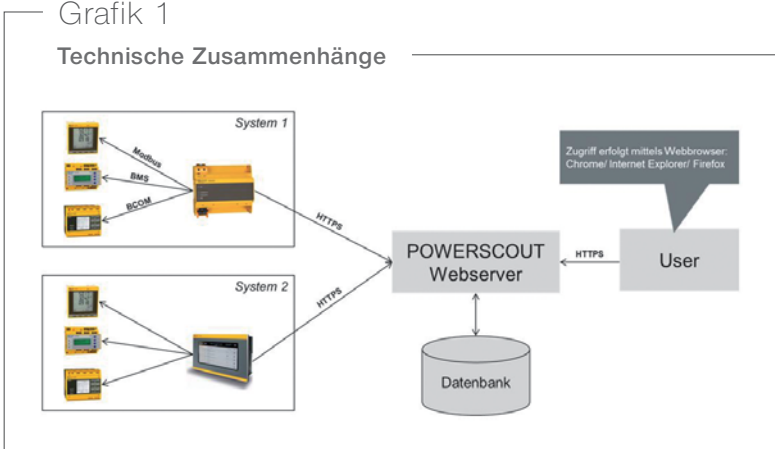 Grafik 1
Technische Zusammenhänge
System 1
Modbus
BMS
BCOM
HTTPS
System 2
HTTPS
POWERSCOUT
Webserver
HTTPS
User
Zugriff erfolgt mittels Webbrowser:
Chrome/ Internet Explorer/ Firefox
Datenbank